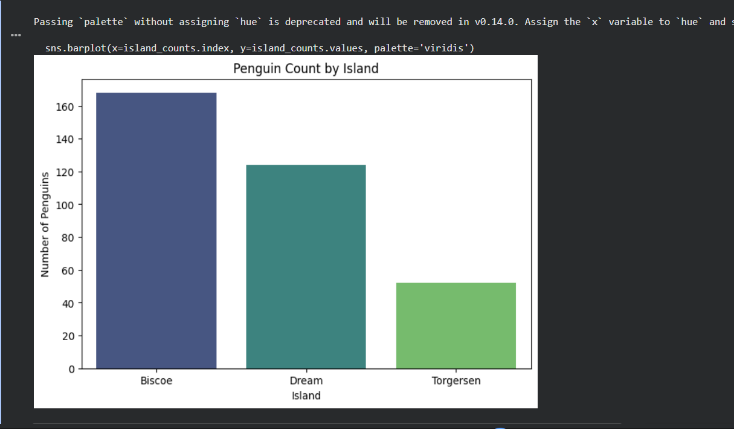 Passing `palette` without assigning `hue` is deprecated and will be removed in v0.14.0. Assign the `x` variable to `hue` and
sns.barplot(x=island_counts.index, y=island_counts.values, palette='viridis')
Penguin Count by Island
Number of Penguins
160
140
120
100
80
60
40
20
0
Biscoe Dream Torgersen
Island